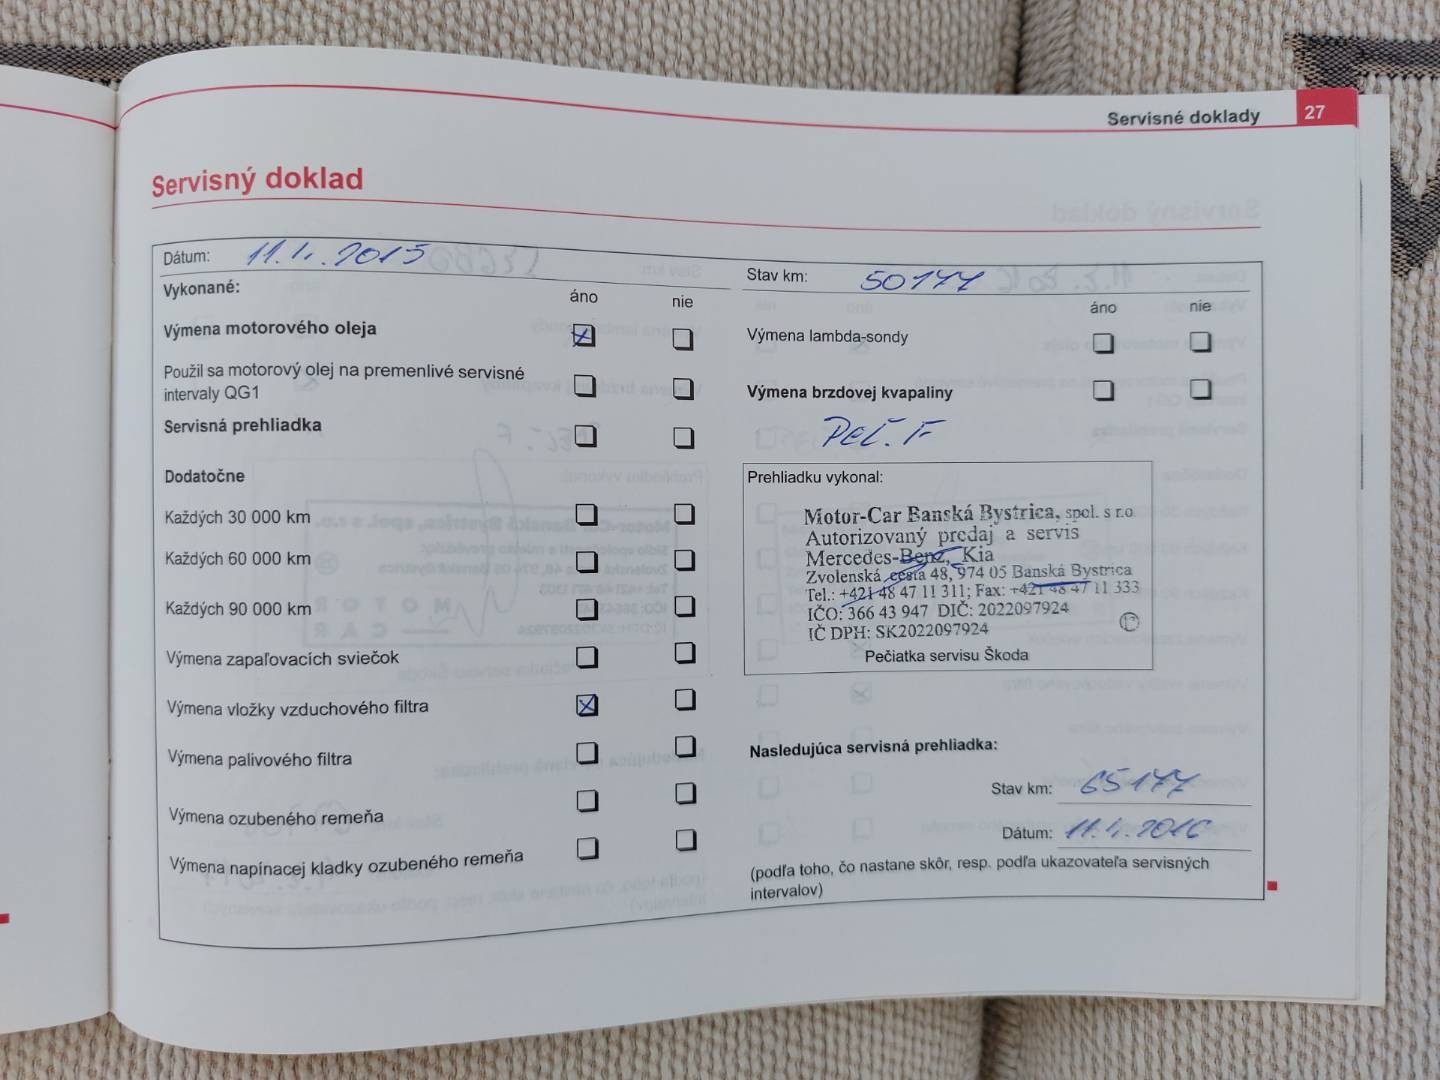 Servisné doklady 27
Servisný doklad
Dátum: 11. 1. 2015
Stav km: 50177
Vykonané:
áno nie
áno nie
Výmena motorového oleja
Použil sa motorový olej na premenlivé servisné
intervaly QG1
Servisná prehliadka
Dodatočne
Každých 30 000 km
Každých 60 000 km
Každých 90 000 km
Výmena zapaľovacích sviečok
Výmena vložky vzduchového filtra
Výmena palivového filtra
Výmena ozubeného remeňa
Výmena napínacej kladky ozubeného remeňa
Výmena lambda-sondy
Výmena brzdovej kvapaliny
PEĽ. F
Prehliadku vykonal:
Motor-Car Banská Bystrica, spol. s r.o.
Autorizovaný predaj a servis
Mercedes-Benz, Kia
Zvolenská cesta 48, 974 05 Banská Bystrica
Tel.: +421 48 47 11 311; Fax: +421 48 47 11 333
IČO: 366 43 947 DIČ: 2022097924
IČ DPH: SK2022097924
17
Pečiatka servisu Škoda
Nasledujúca servisná prehliadka:
Stav km: 65177
Dátum: 11.1.2016
(podľa toho, čo nastane skôr, resp. podľa ukazovateľa servisných
intervalov)